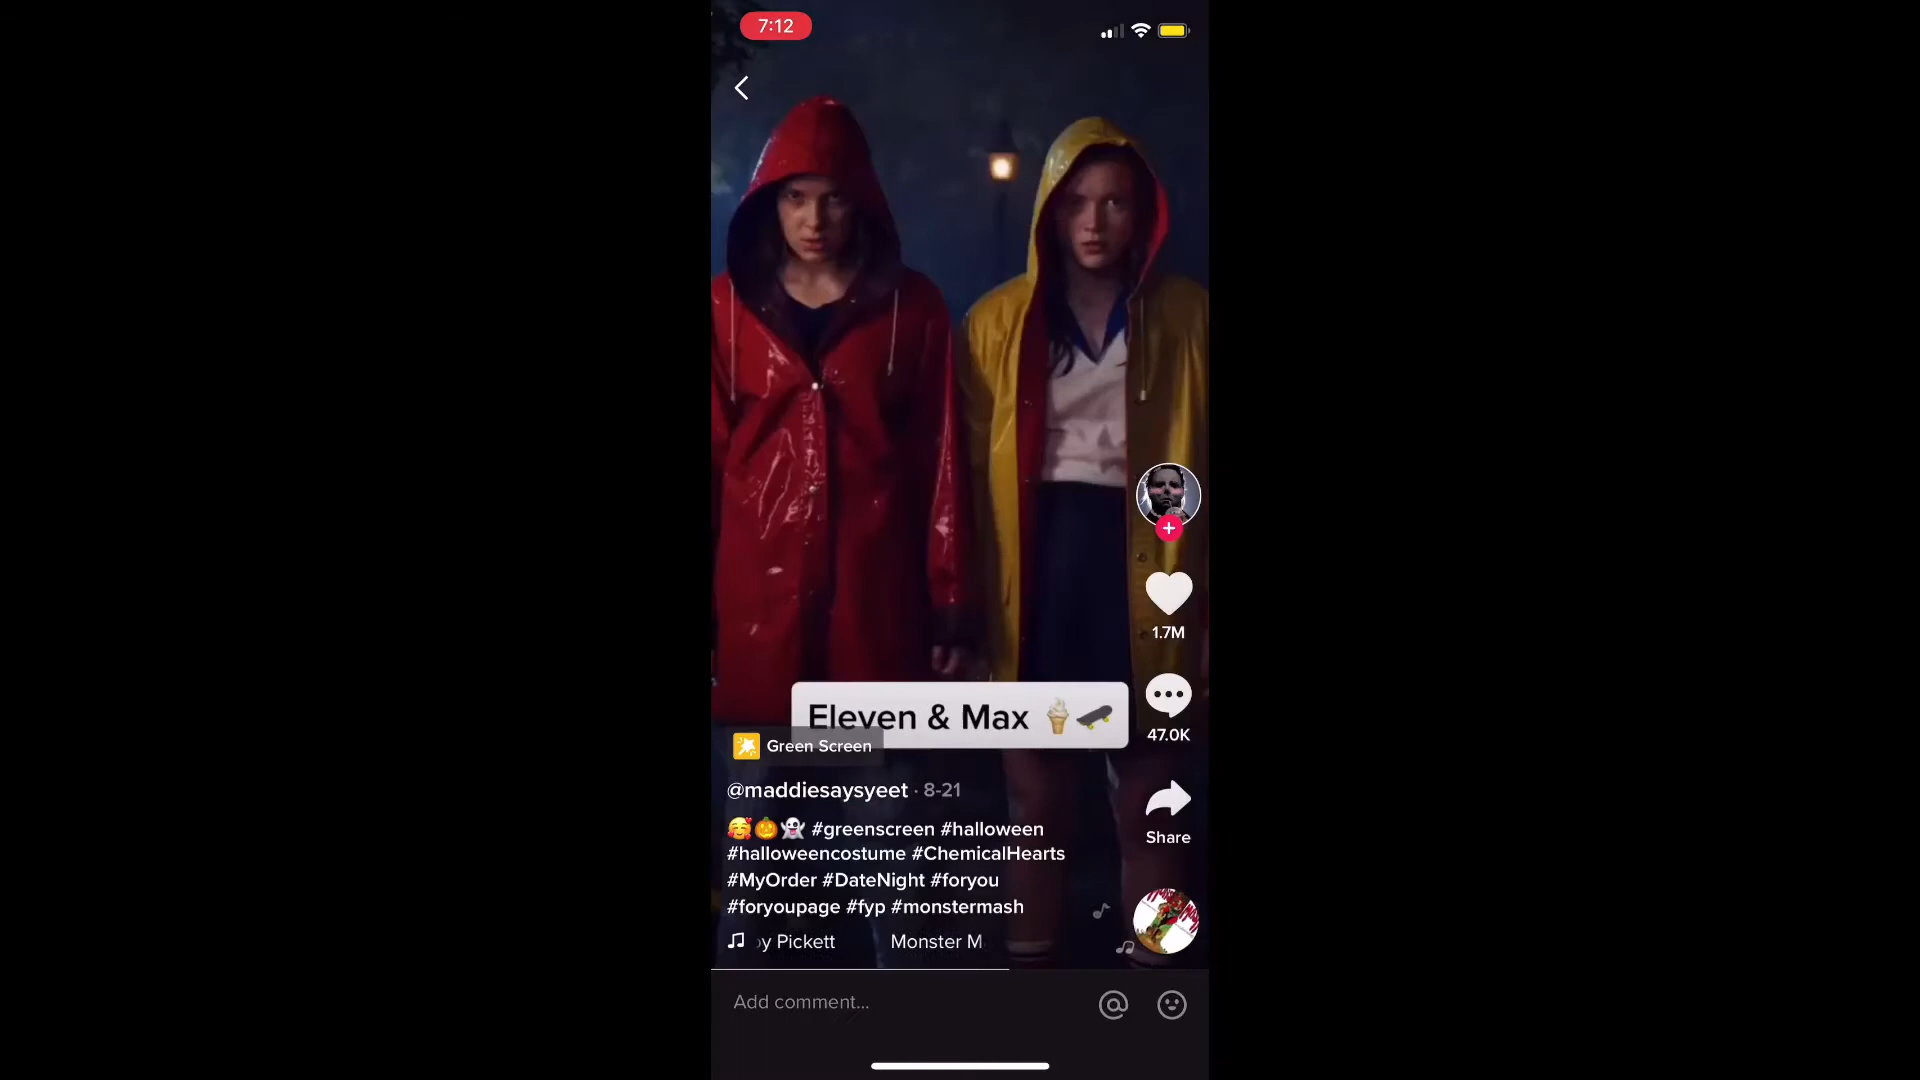 7:12
1.7M
47.0K
Eleven & Max
Green Screen
@maddiesaysyeet · 8-21
Share
#greenscreen #halloween
#halloweencostume #ChemicalHearts
#MyOrder #DateNight #foryou
#foryoupage #fyp #monstermash
y Pickett Monster M
Add comment...